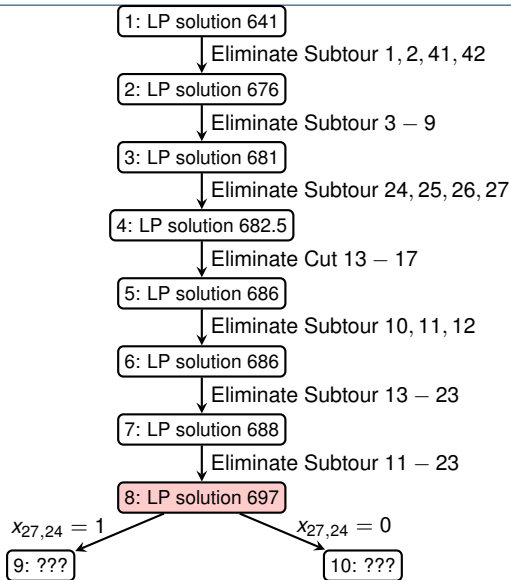 1: LP solution 641
Eliminate Subtour 1, 2, 41, 42
2: LP solution 676
Eliminate Subtour 3 − 9
3: LP solution 681
Eliminate Subtour 24, 25, 26, 27
4: LP solution 682.5
Eliminate Cut 13 − 17
5: LP solution 686
Eliminate Subtour 10, 11, 12
6: LP solution 686
Eliminate Subtour 13 − 23
7: LP solution 688
Eliminate Subtour 11 − 23
8: LP solution 697
x27,24 = 1 x27,24 = 0
9: ??? 10: ???